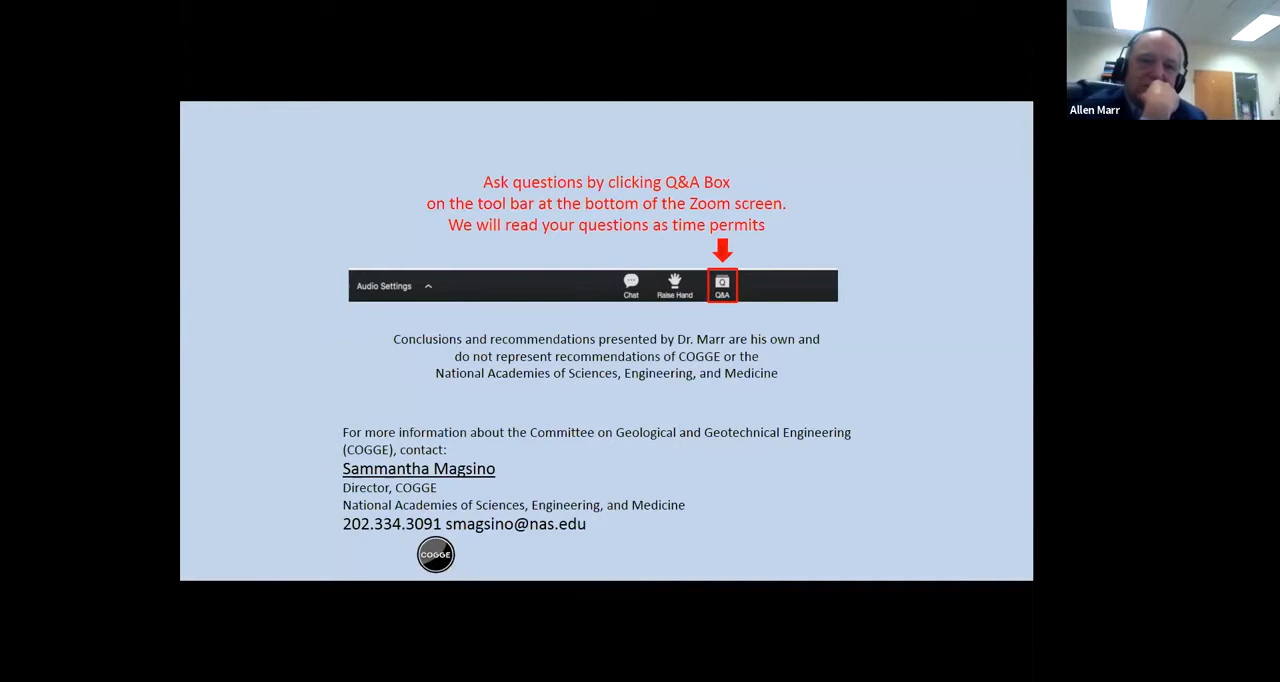 Allen Marr
Ask questions by clicking Q&A Box
on the tool bar at the bottom of the Zoom screen.
We will read your questions as time permits
Audio Settings
Chat
Raise Hand
Q
Q&A
Conclusions and recommendations presented by Dr. Marr are his own and
do not represent recommendations of COGGE or the
National Academies of Sciences, Engineering, and Medicine
For more information about the Committee on Geological and Geotechnical Engineering
(COGGE), contact:
Sammantha Magsino
Director, COGGE
National Academies of Sciences, Engineering, and Medicine
202.334.3091 smagsino@nas.edu
COGGE